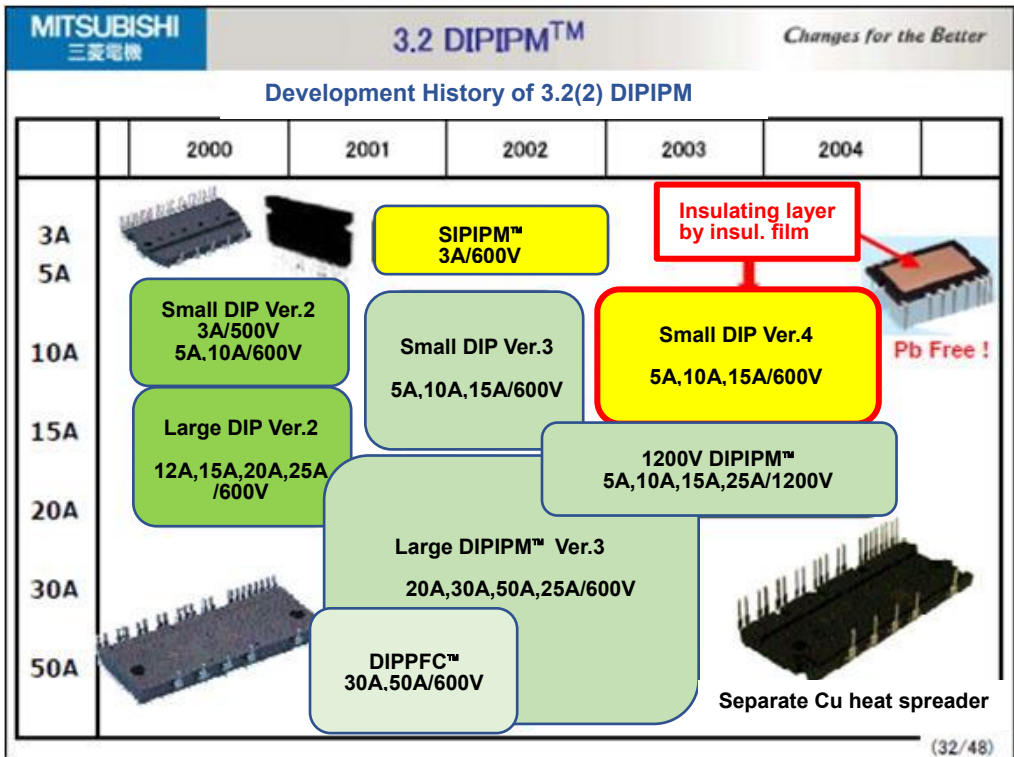 MITSUBISHI
三菱電機
3.2 DIPIPM™
Changes for the Better
Development History of 3.2(2) DIPIPM
2000
2001
2002
2003
2004
3A
5A
10A
15A
20A
30A
50A
SIPIPM™
3A/600V
Insulating layer
by insul. film
Small DIP Ver.2
3A/500V
5A,10A/600V
Small DIP Ver.3
5A,10A,15A/600V
Small DIP Ver.4
5A,10A,15A/600V
Pb Free !
Large DIP Ver.2
12A,15A,20A,25A
/600V
1200V DIPIPM™
5A,10A,15A,25A/1200V
Large DIPIPM™ Ver.3
20A,30A,50A,25A/600V
DIPPFC™
30A,50A/600V
Separate Cu heat spreader
(32/48)